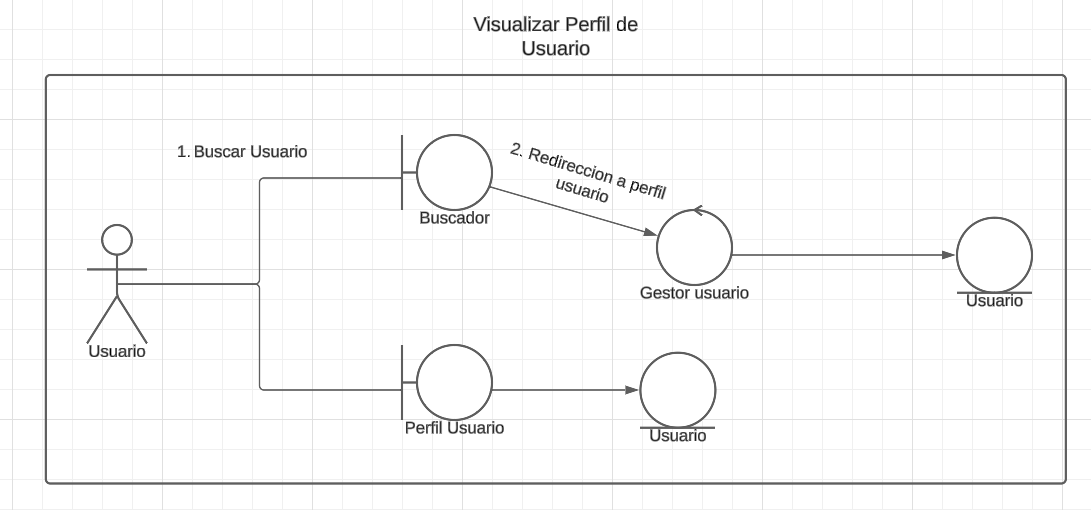 Visualizar Perfil de
Usuario
1. Buscar Usuario
2. Redireccion a perfil
usuario
Buscador
Gestor usuario
Usuario
Usuario
Perfil Usuario
Usuario